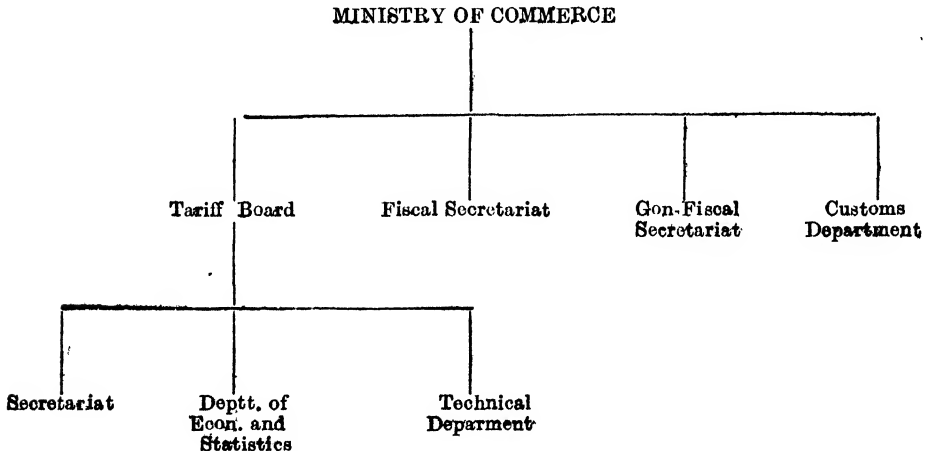 MINISTRY OF COMMERCE
Tariff Board
Fiscal Secretariat
Gon-Fiscal
Secretariat
Customs
Department
Secretariat
Deptt. of
Econ. and
Statistics
Technical
Deparment